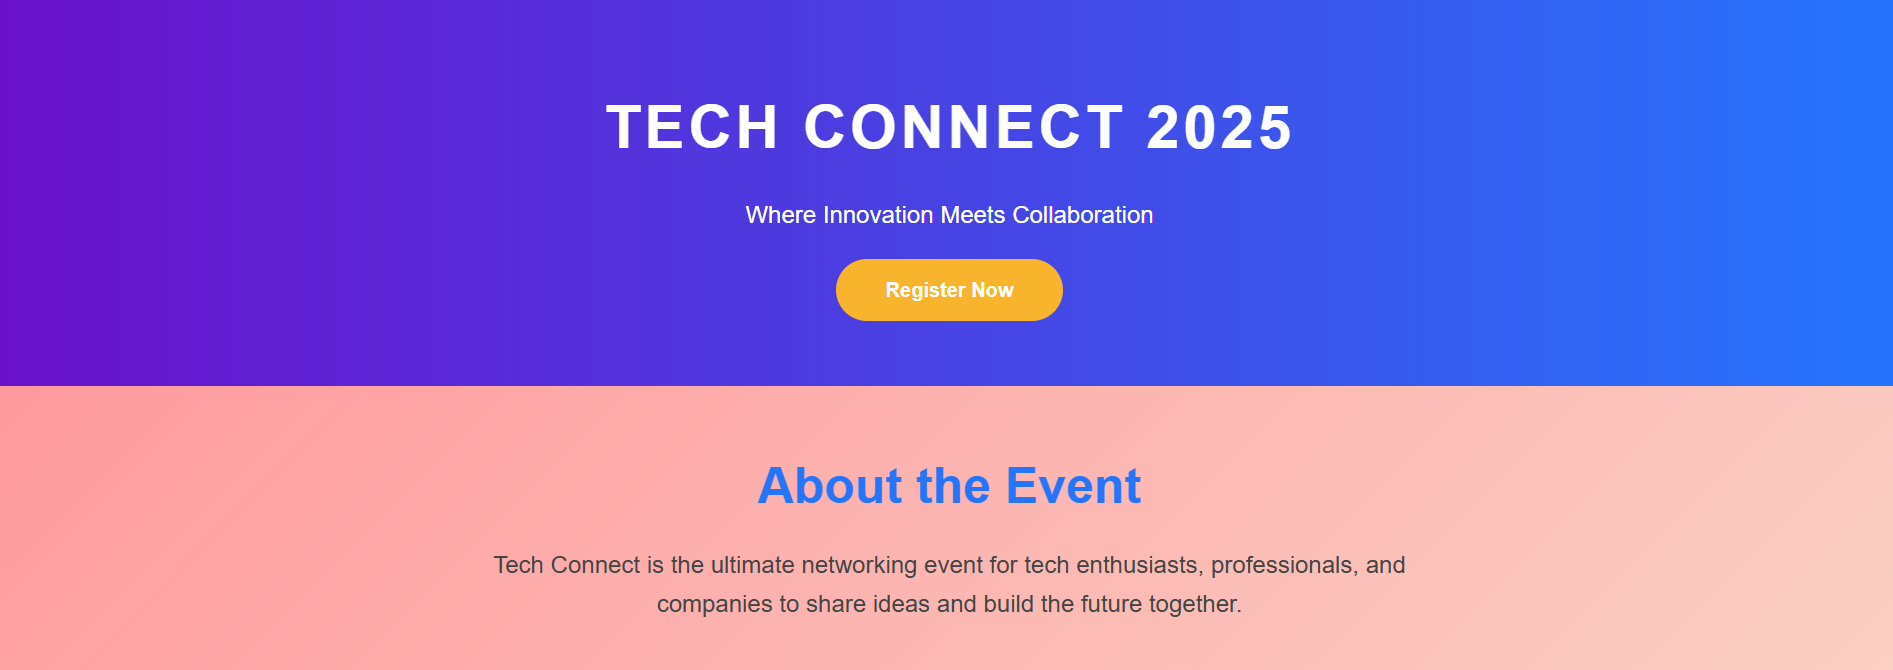 TECH CONNECT 2025
Where Innovation Meets Collaboration
Register Now
About the Event
Tech Connect is the ultimate networking event for tech enthusiasts, professionals, and
companies to share ideas and build the future together.